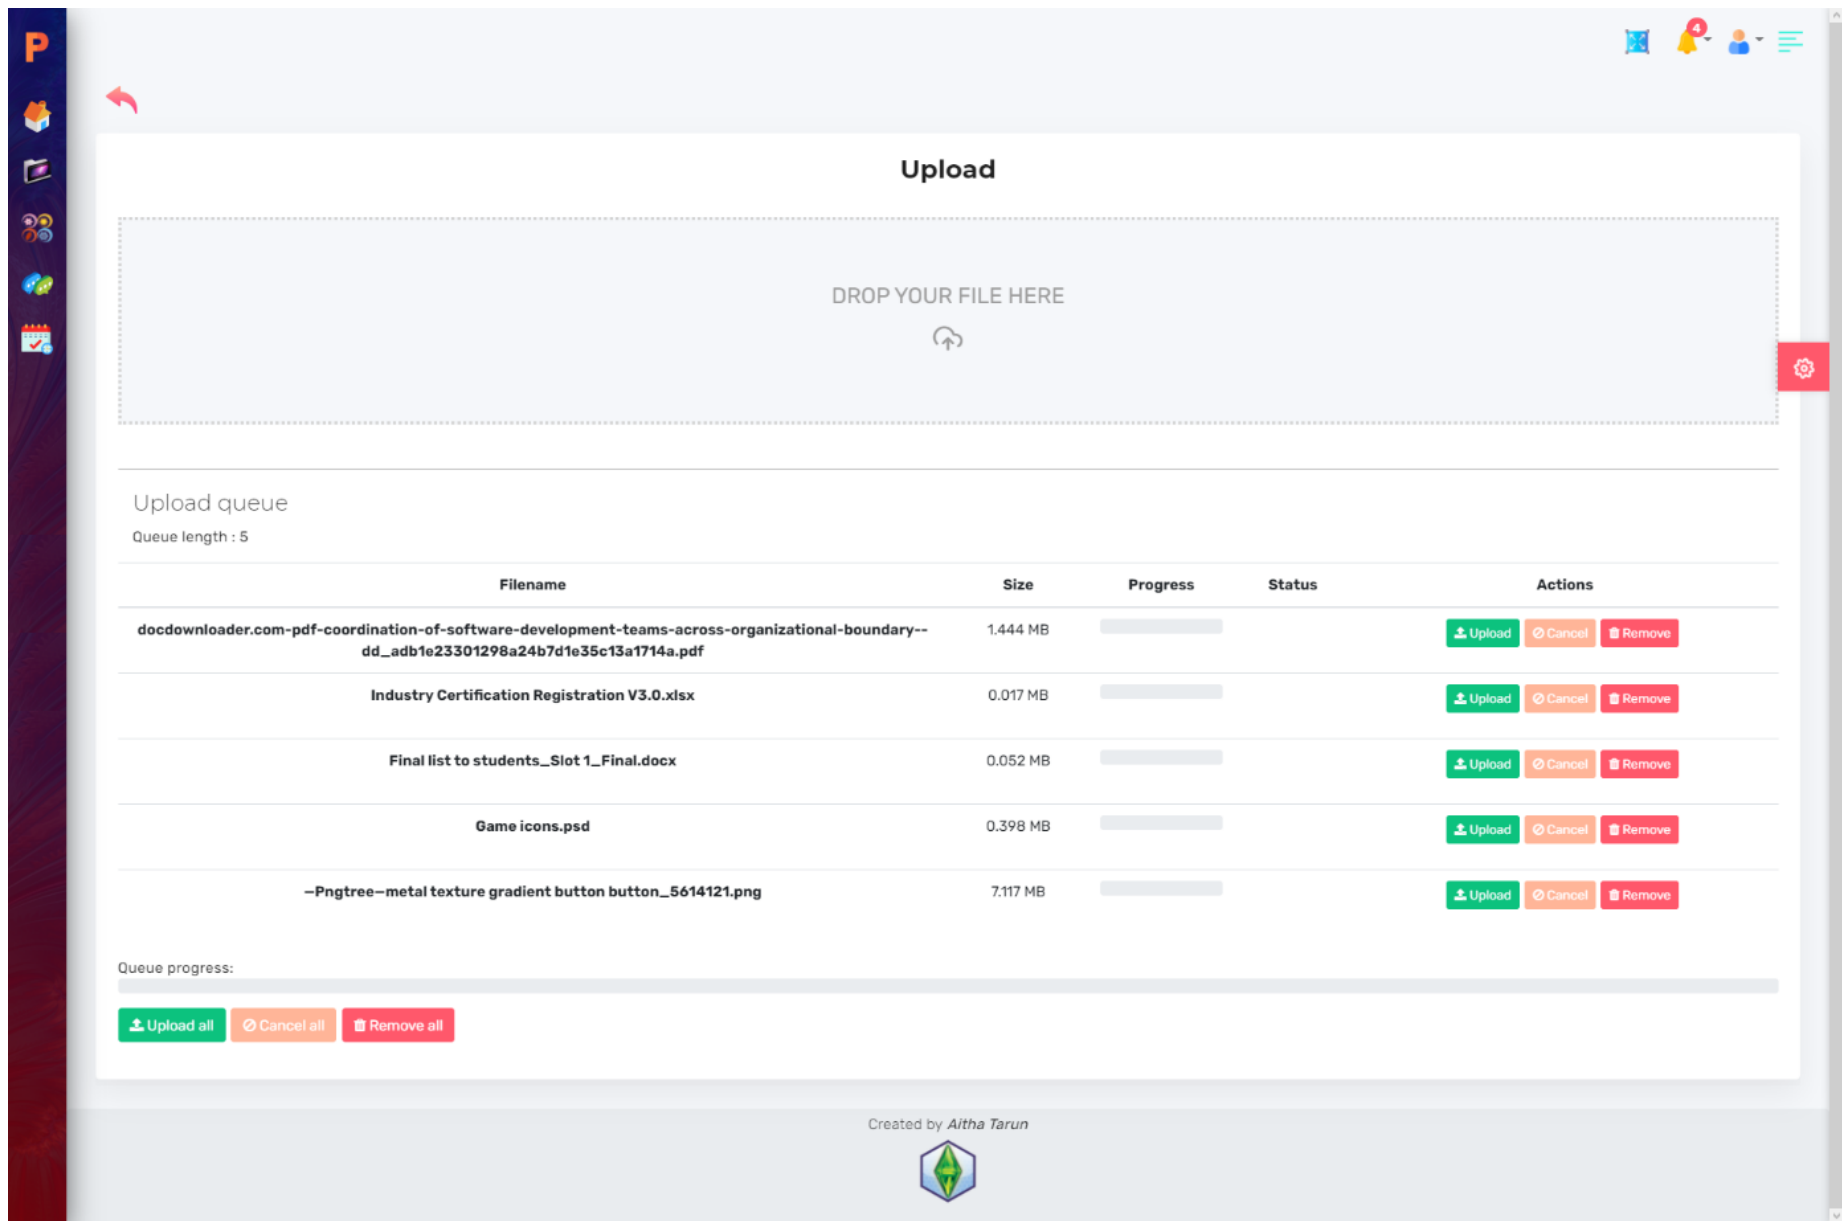 P
4
Upload
DROP YOUR FILE HERE
Upload queue
Queue length : 5
Filename Size Progress Status Actions
docdownloader.com-pdf-coordination-of-software-development-teams-across-organizational-boundary--
dd_adb1e23301298a24b7d1e35c13a1714a.pdf 1.444 MB Upload Cancel Remove
Industry Certification Registration V3.0.xlsx 0.017 MB Upload Cancel Remove
Final list to students_Slot 1_Final.docx 0.052 MB Upload Cancel Remove
Game icons.psd 0.398 MB Upload Cancel Remove
—Pngtree—metal texture gradient button button_5614121.png 7.117 MB Upload Cancel Remove
Queue progress:
Upload all Cancel all Remove all
Created by Aitha Tarun